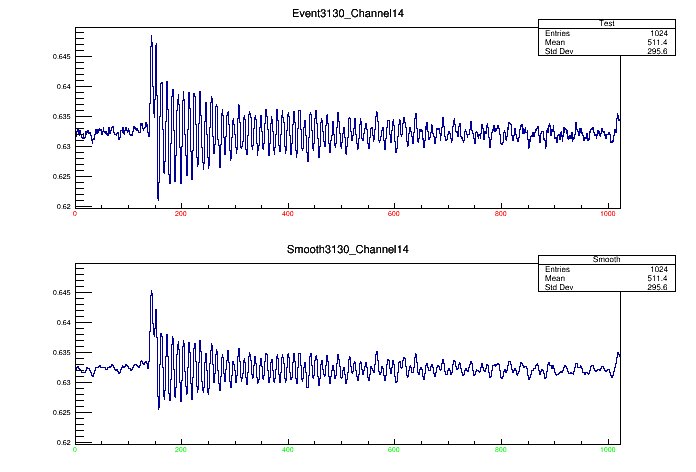 Event3130_Channel14
Test
Entries 1024
Mean 511.4
Std Dev 295.6
0.645
0.64
0.635
0.63
0.625
0.62
0 200 400 600 800 1000
Smooth3130_Channel14
Smooth
Entries 1024
Mean 511.4
Std Dev 295.6
0.645
0.64
0.635
0.63
0.625
0.62
0 200 400 600 800 1000